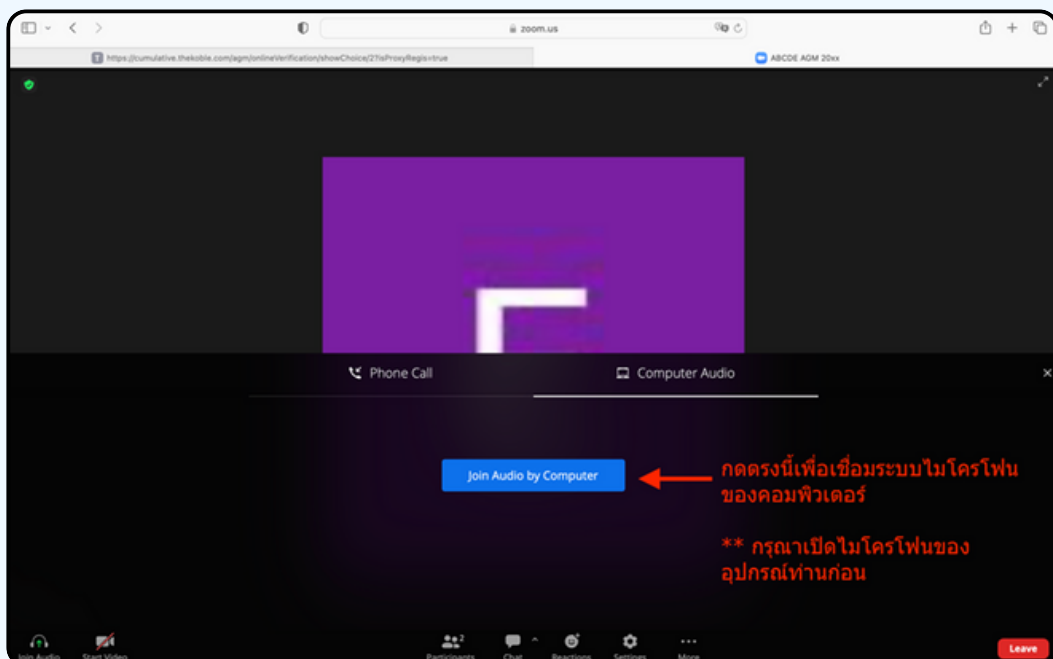 zoom.us
T https://cumulative.thekoble.com/agm/onlineVerification/showChoice/2?isProxyRegis=true
ABCDE AGM 20xx
Phone Call
Computer Audio
Join Audio by Computer
กดตรงนี้เพื่อเชื่อมระบบไมโครโฟน
ของคอมพิวเตอร์
** กรุณาเปิดไมโครโฟนของ
อุปกรณ์ท่านก่อน
2
Join Audio
Start Video
Participants
Chat
Reactions
Settings
More
Leave